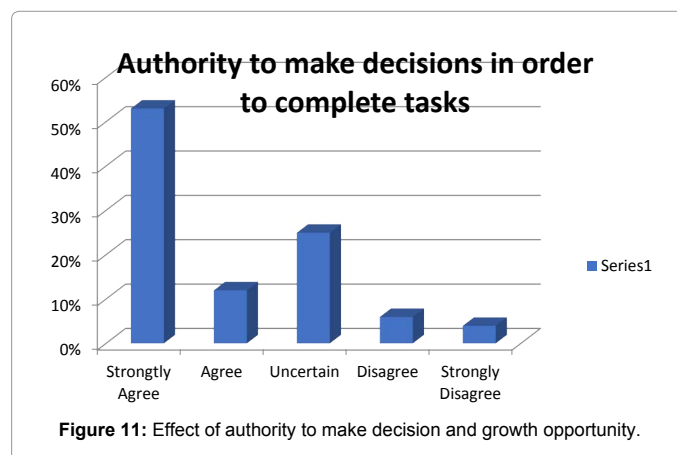 Authority to make decisions in order
to complete tasks
60%
50%
40%
30%
20%
10%
0%
Strongtly
Agree
Agree
Uncertain
Disagree
Strongly
Disagree
Series1
Figure 11: Effect of authority to make decision and growth opportunity.